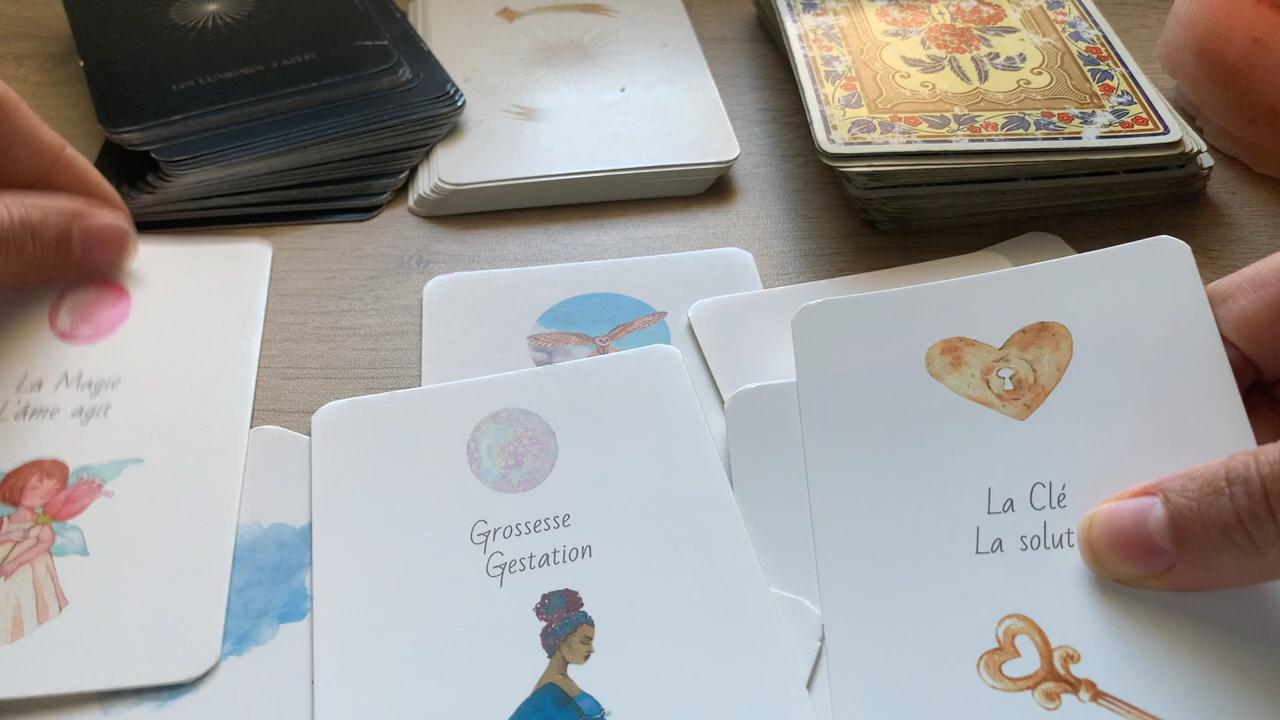 La Magie
L'âme agit
Grossesse
Gestation
La Clé
La solut